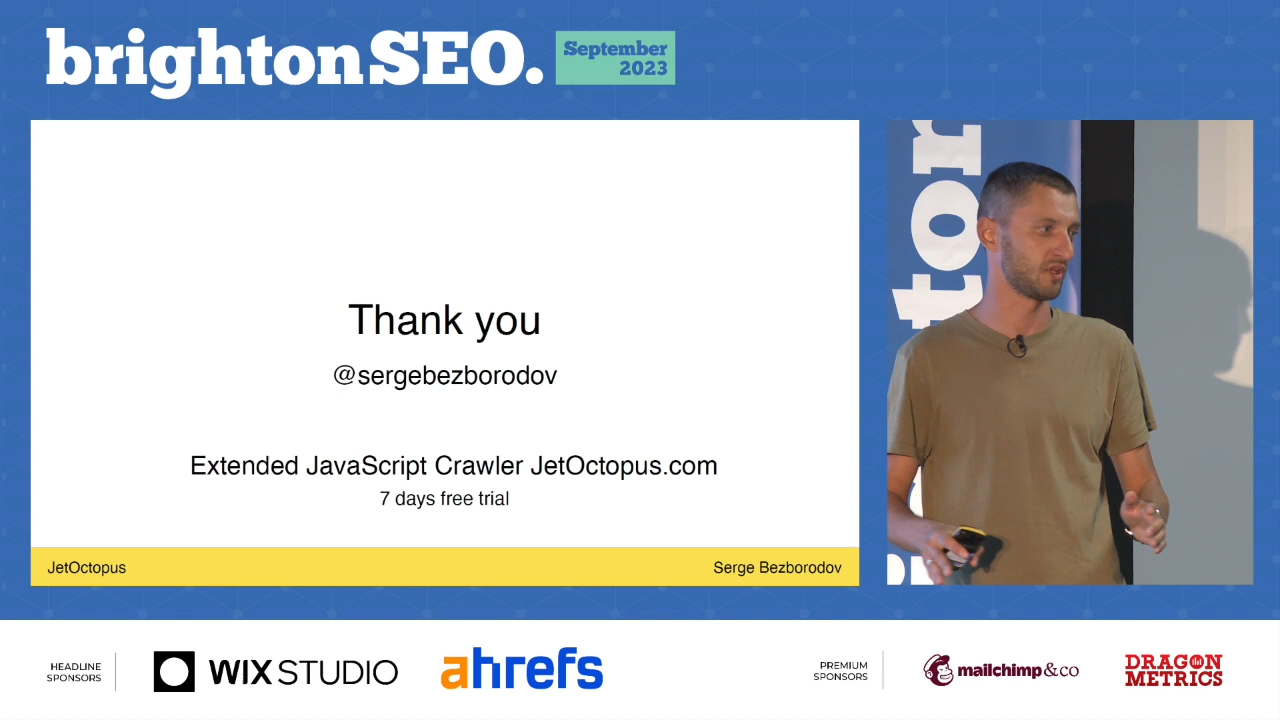 brightonSEO.
September
2023
Thank you
@sergebezborodov
Extended JavaScript Crawler JetOctopus.com
7 days free trial
JetOctopus
Serge Bezborodov
HEADLINE
SPONSORS
WIX STUDIO
ahrefs
PREMIUM
SPONSORS
mailchimp&co
DRAGON
METRICS